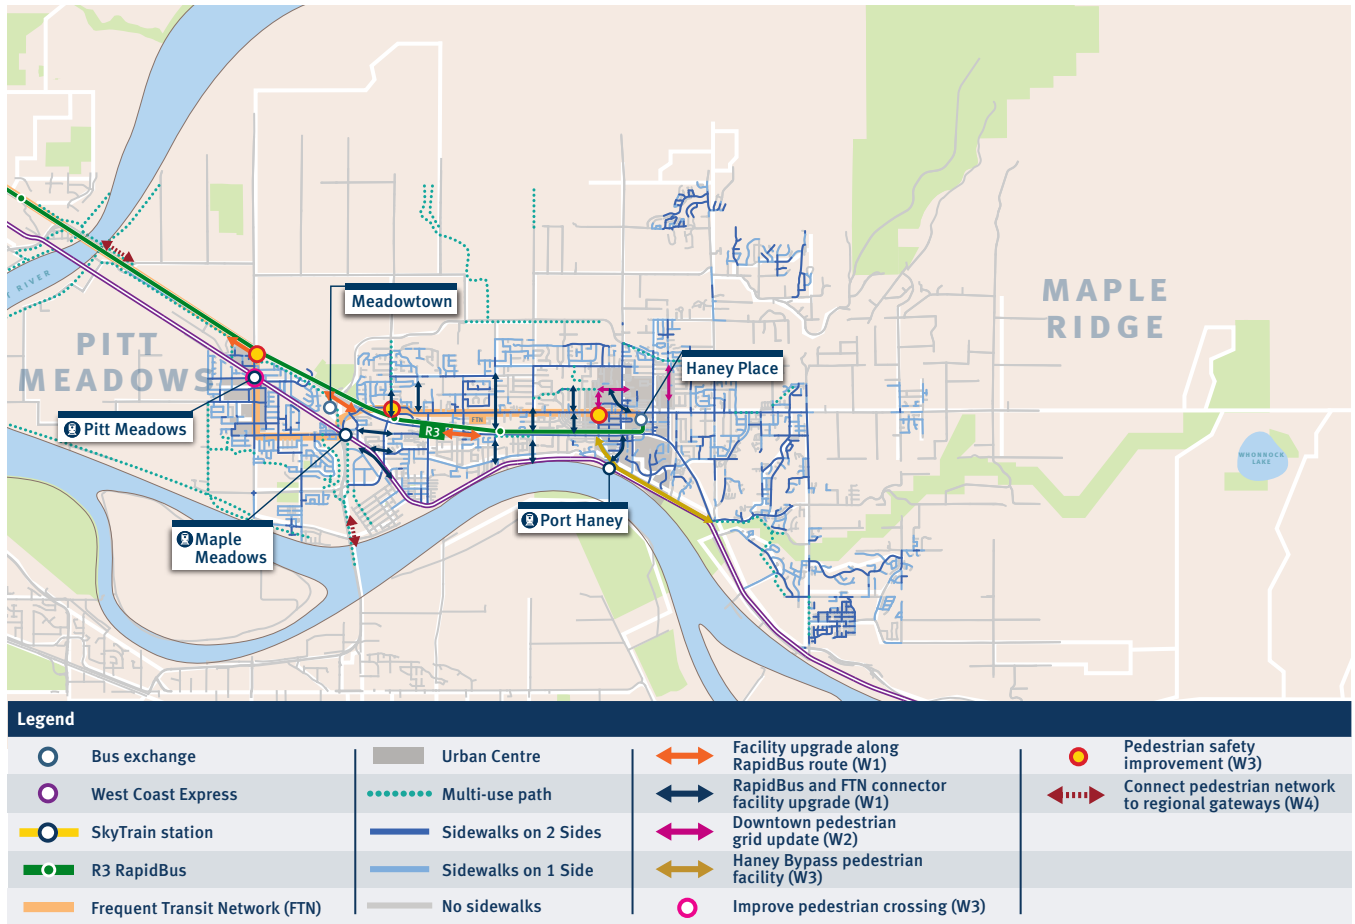 T RIVER
PITT
MEADOWS
Meadowtown
MAPLE
RIDGE
Haney Place
Pitt Meadows
FTN
R3
WHONNOCK
LAKE
Port Haney
Maple
Meadows
Legend
Bus exchange
West Coast Express
SkyTrain station
R3 RapidBus
Frequent Transit Network (FTN)
Urban Centre
Multi-use path
Sidewalks on 2 Sides
Sidewalks on 1 Side
No sidewalks
Facility upgrade along
RapidBus route (W1)
RapidBus and FTN connector
facility upgrade (W1)
Downtown pedestrian
grid update (W2)
Haney Bypass pedestrian
facility (W3)
Improve pedestrian crossing (W3)
Pedestrian safety
improvement (W3)
Connect pedestrian network
to regional gateways (W4)